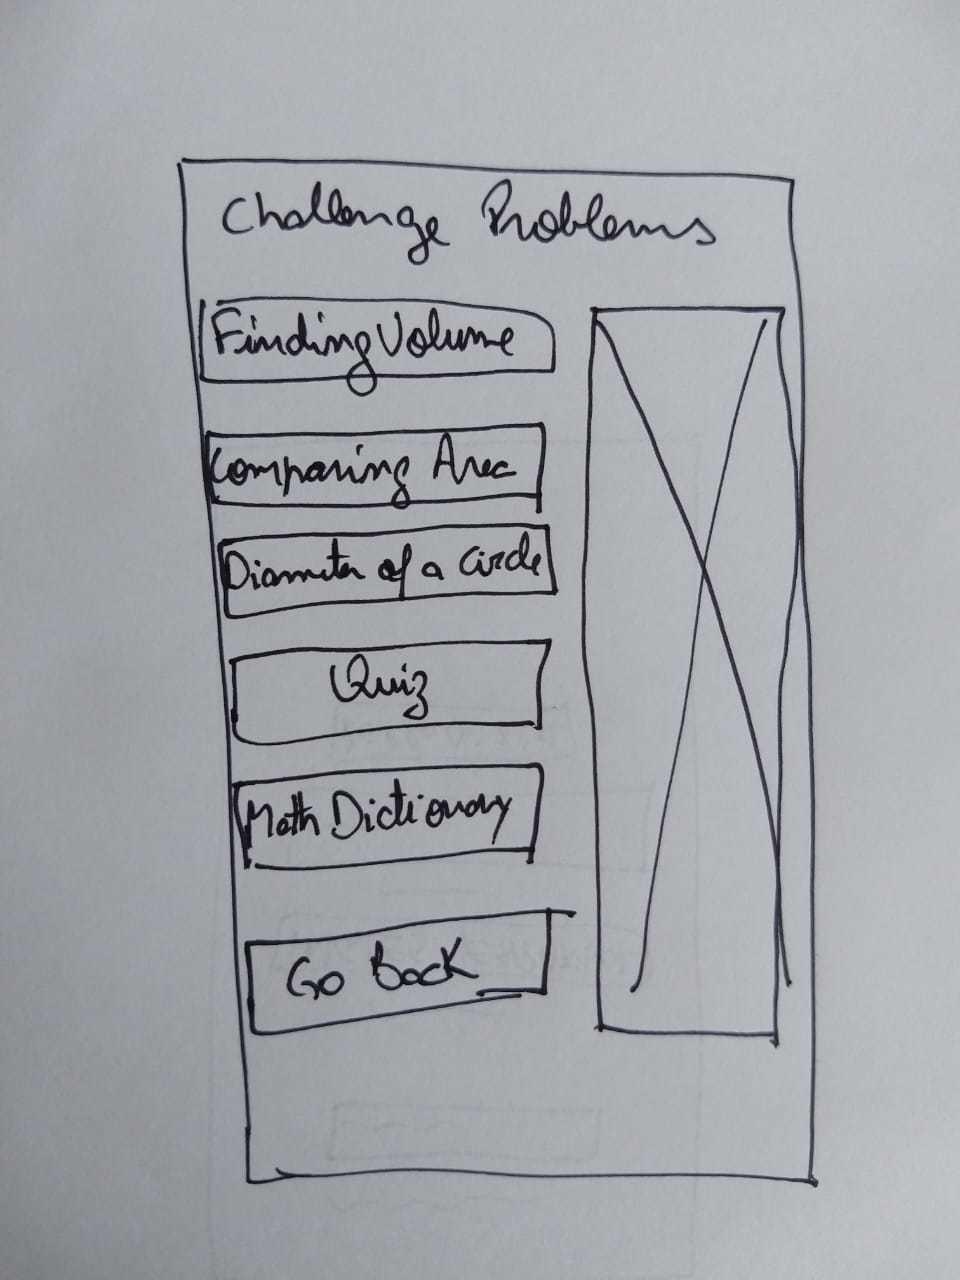 Challenge Problems
Finding Volume
Comparing Area
Diameter of a Circle
Quiz
Math Dictionary
Go Back